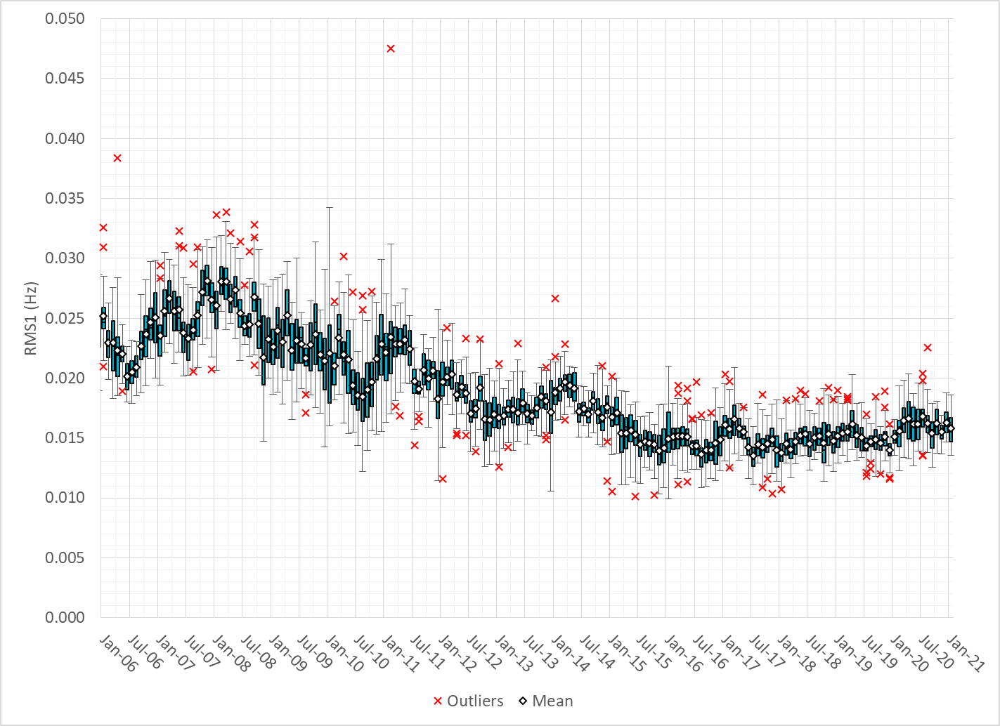 0.050
0.045
0.040
0.035
0.030
0.025
0.020
0.015
0.010
0.005
0.000
RMS1 (Hz)
Jan-06
Jul-06
Jan-07
Jul-07
Jan-08
Jul-08
Jan-09
Jul-09
Jan-10
Jul-10
Jan-11
Jul-11
Jan-12
Jul-12
Jan-13
Jul-13
Jan-14
Jul-14
Jan-15
Jul-15
Jan-16
Jul-16
Jan-17
Jul-17
Jan-18
Jul-18
Jan-19
Jul-19
Jan-20
Jul-20
Jan-21
Outliers Mean